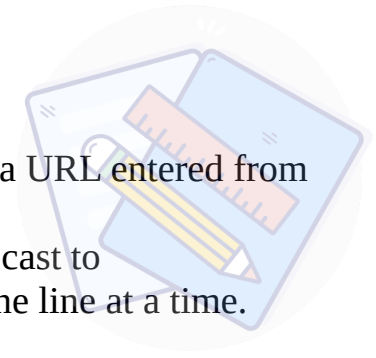 a URL entered from
cast to
ne line at a time.